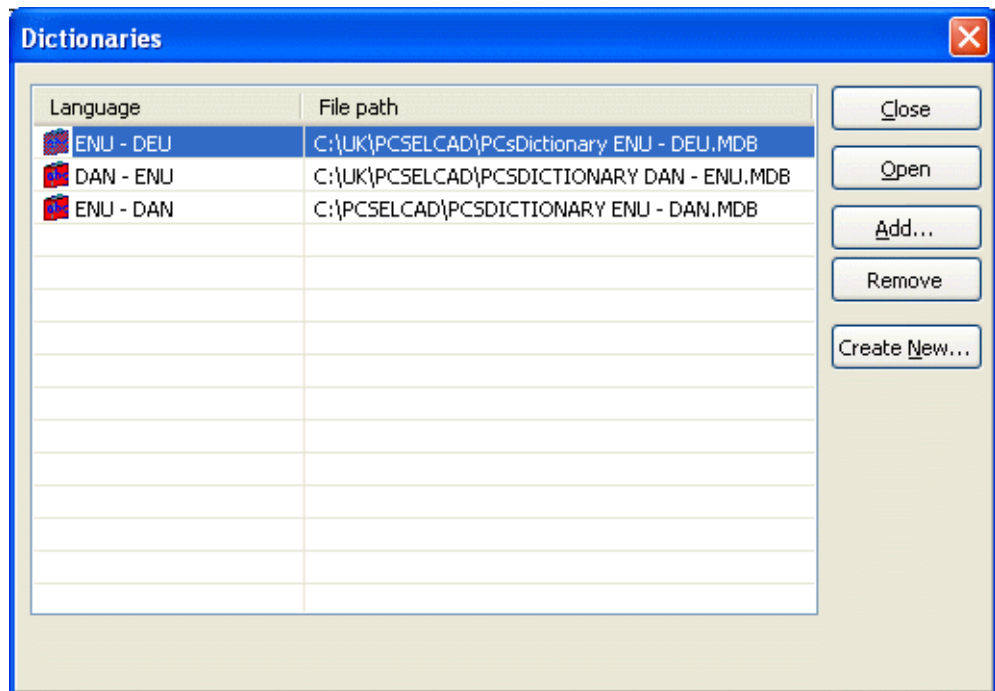 Dictionaries
Language File path
ENU - DEU C:\UK\PCSELCAD\PCsDictionary ENU - DEU.MDB
DAN - ENU C:\UK\PCSELCAD\PCSDICTIONARY DAN - ENU.MDB
ENU - DAN C:\PCSELCAD\PCSDICTIONARY ENU - DAN.MDB
Close
Open
Add...
Remove
Create New...